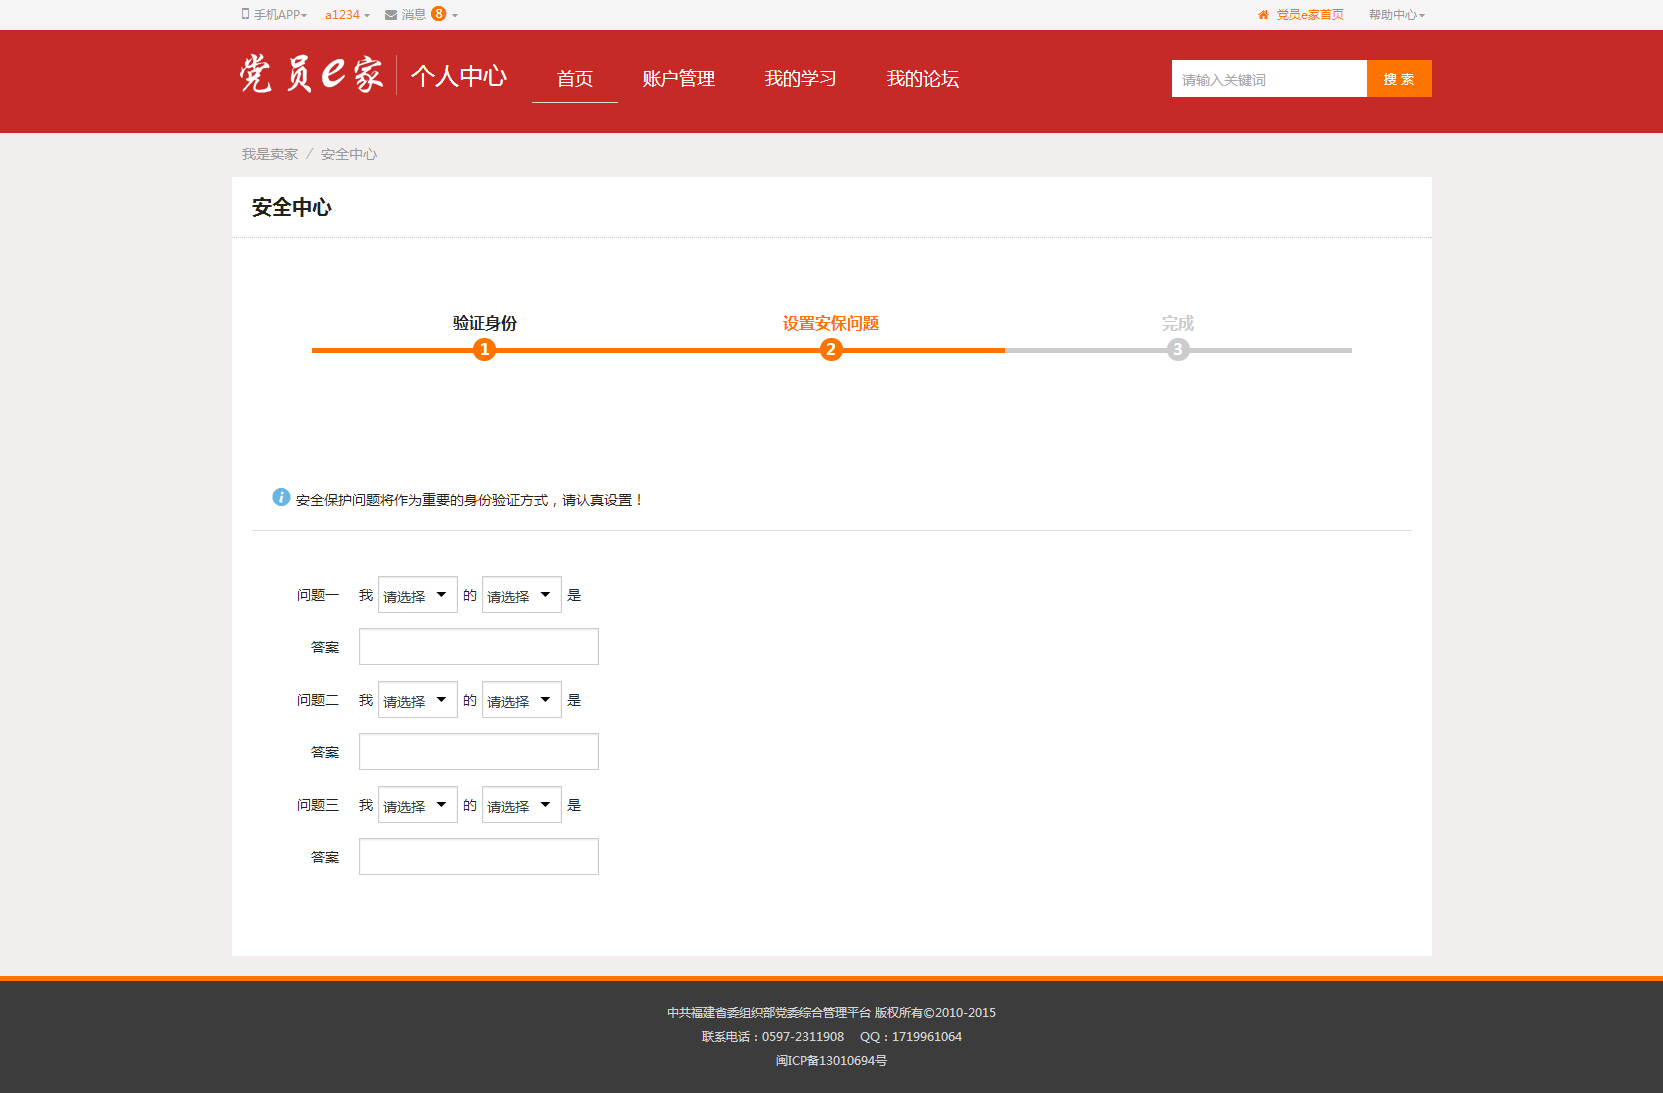 手机APP a1234 消息 8 党员e家首页 帮助中心
党员e家 个人中心 首页 账户管理 我的学习 我的论坛 请输入关键词 搜 索
我是卖家 / 安全中心
安全中心
验证身份 设置安保问题 完成
1 2 3
i 安全保护问题将作为重要的身份验证方式，请认真设置！
问题一 我 请选择 的 请选择 是
答案
问题二 我 请选择 的 请选择 是
答案
问题三 我 请选择 的 请选择 是
答案
中共福建省委组织部党委综合管理平台 版权所有©2010-2015
联系电话：0597-2311908 QQ：1719961064
闽ICP备13010694号